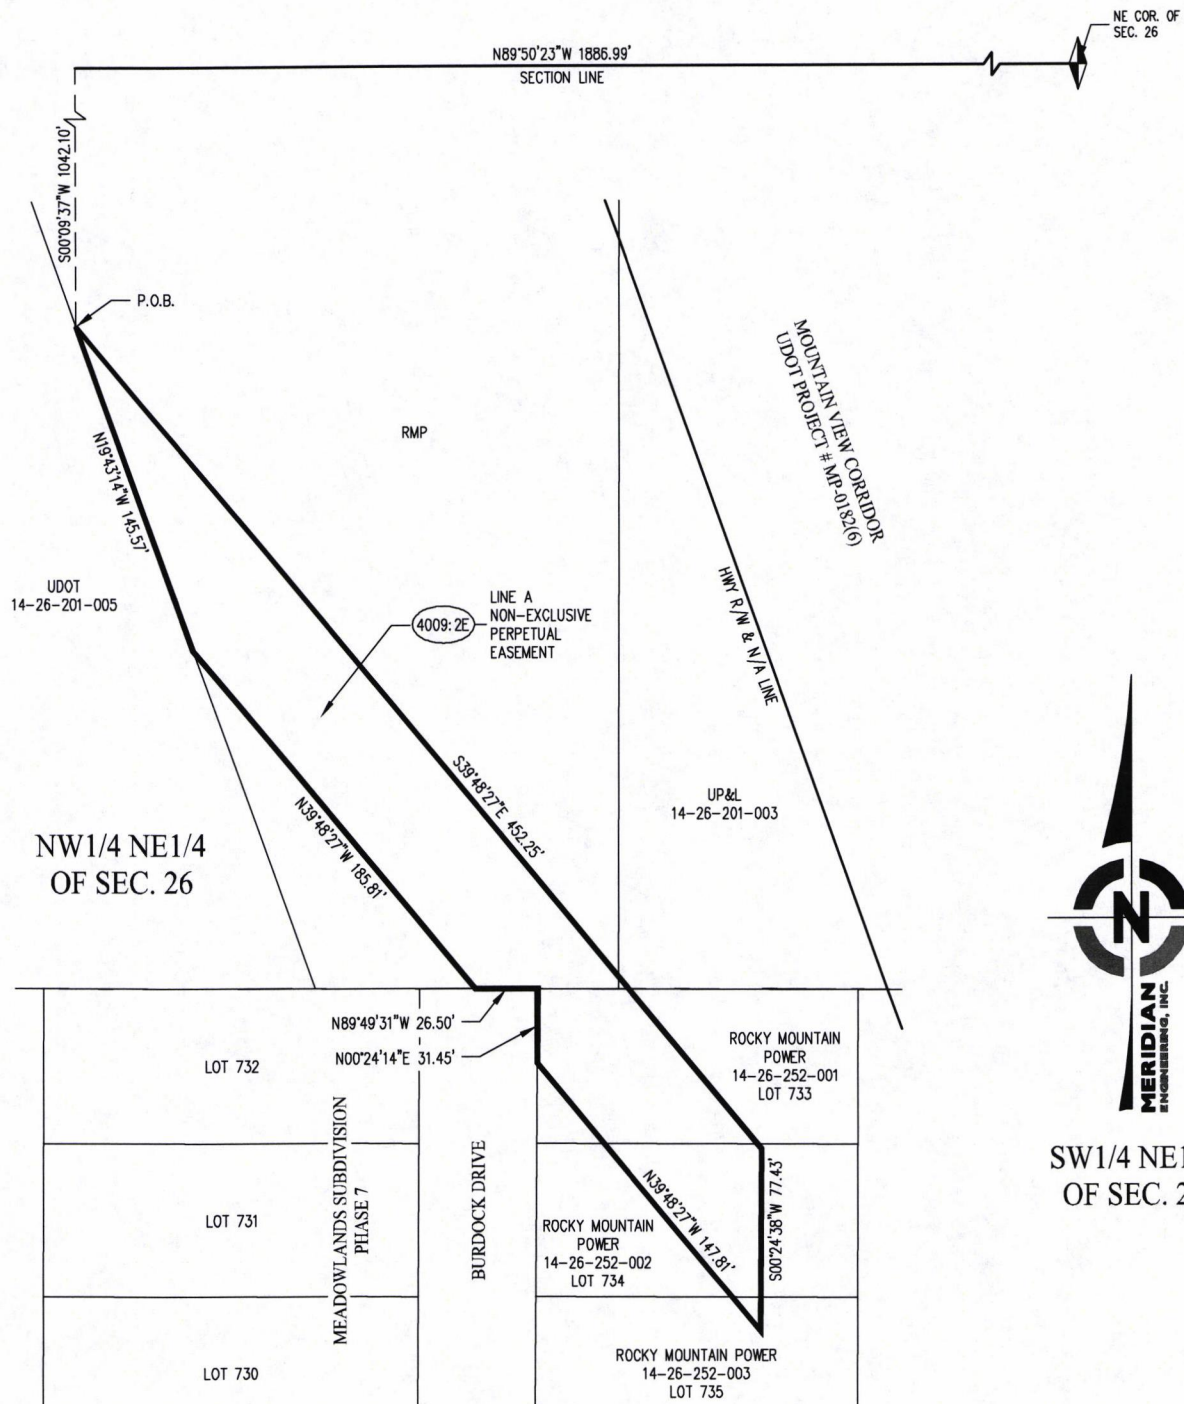 NE COR. OF
SEC. 26
N89°50'23"W 1886.99'
SECTION LINE
S00°09'37"W 1042.10'
P.O.B.
MOUNTAIN VIEW CORRIDOR
UDOT PROJECT # MP-0182(6)
RMP
N19°43'14"W 145.57'
UDOT
14-26-201-005
4009:2E
LINE A
NON-EXCLUSIVE
PERPETUAL
EASEMENT
HWY R/W & N/A LINE
S39°48'27"E 452.25'
UP&L
14-26-201-003
N39°48'27"W 185.81'
NW1/4 NE1/4
OF SEC. 26
N
MERIDIAN
ENGINEERING, INC.
N89°49'31"W 26.50'
N00°24'14"E 31.45'
LOT 732
ROCKY MOUNTAIN
POWER
14-26-252-001
LOT 733
MEADOWLANDS SUBDIVISION
PHASE 7
BURDOCK DRIVE
N39°48'27"W 147.81'
S00°24'38"W 77.43'
SW1/4 NE1
OF SEC. 2
LOT 731
ROCKY MOUNTAIN
POWER
14-26-252-002
LOT 734
LOT 730
ROCKY MOUNTAIN POWER
14-26-252-003
LOT 735